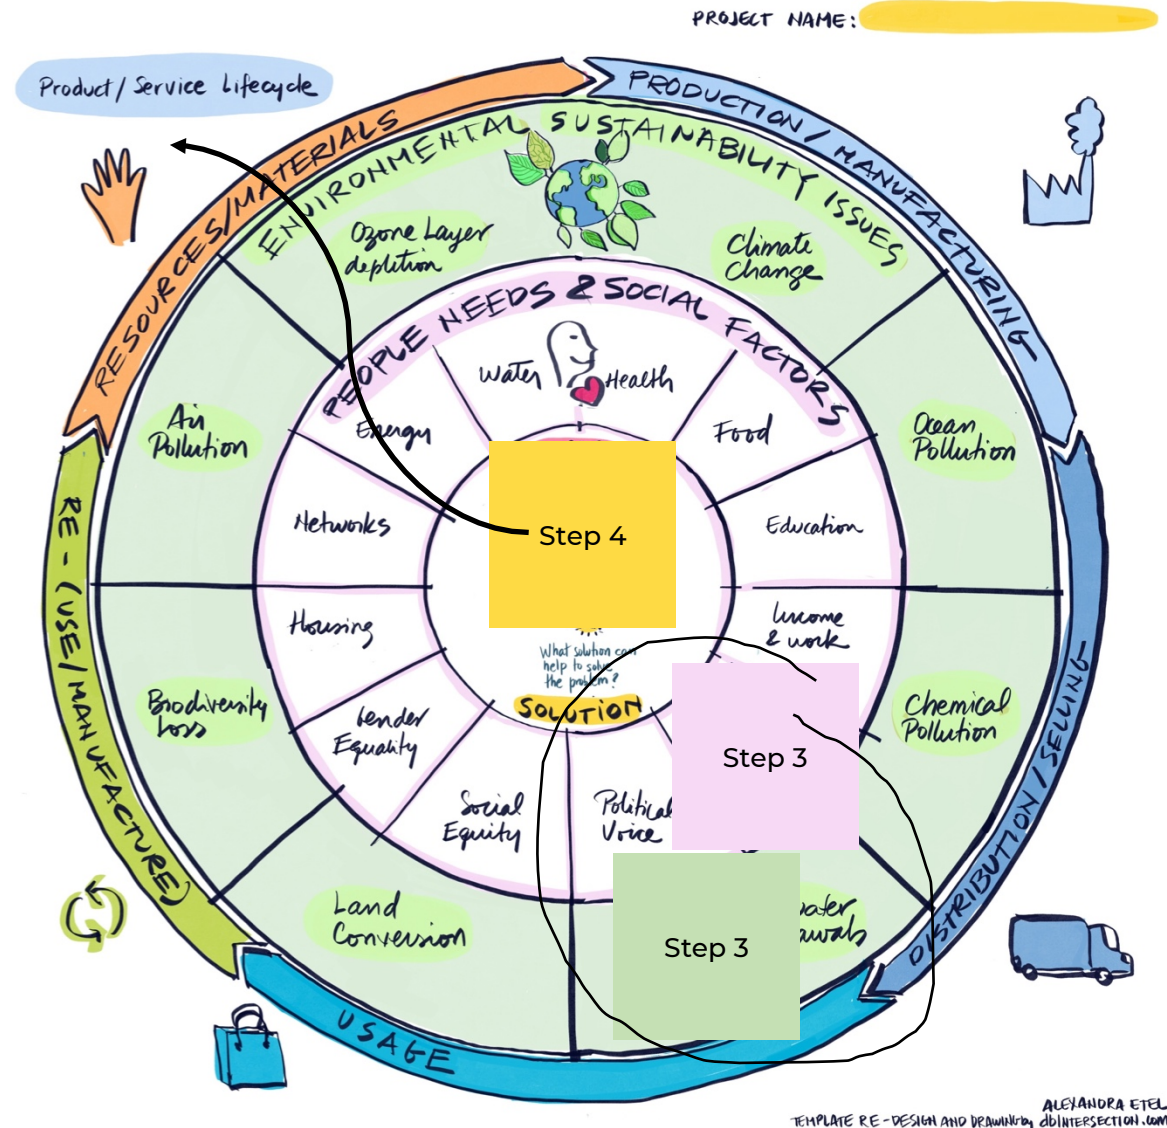 PROJECT NAME:
Product/Service Lifecycle
RESOURCES/MATERIALS
PRODUCTION/MANUFACTURING
DISTRIBUTION/SELLING
USAGE
RE-(USE/MANUFACTURE)
ENVIRONMENTAL SUSTAINABILITY ISSUES
Ozone Layer
depletion
Climate
Change
Air
Pollution
Ocean
Pollution
Biodiversity
Loss
Chemical
Pollution
Land
Conversion
water
PEOPLE NEEDS & SOCIAL FACTORS
Water
Health
Energy
Food
Networks
Education
Housing
Income
& work
Gender
Equality
Social
Equity
Political
Voice
Step 4
What solution can
help to solve
the problem?
SOLUTION
Step 3
Step 3
ALEXANDRA ETEL
TEMPLATE RE-DESIGN AND DRAWING by dbINTERSECTION.com